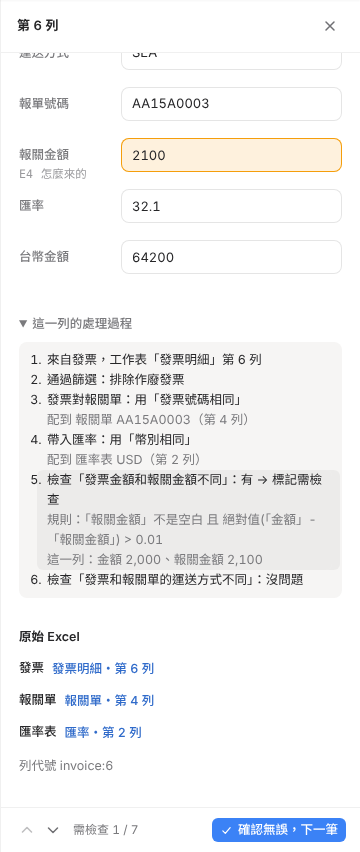 第 6 列
運送方式
SEA
報單號碼
AA15A0003
報關金額
2100
E4 怎麼來的
匯率
32.1
台幣金額
64200
▼ 這一列的處理過程
1. 來自發票，工作表「發票明細」第 6 列
2. 通過篩選：排除作廢發票
3. 發票對報關單：用「發票號碼相同」
配到 報關單 AA15A0003（第 4 列）
4. 帶入匯率：用「幣別相同」
配到 匯率表 USD（第 2 列）
5. 檢查「發票金額和報關金額不同」：有 → 標記需檢
查
規則：「報關金額」不是空白 且 絕對值(「金額」-
「報關金額」) > 0.01
這一列：金額 2,000、報關金額 2,100
6. 檢查「發票和報關單的運送方式不同」：沒問題
原始 Excel
發票 發票明細・第 6 列
報關單 報關單・第 4 列
匯率表 匯率・第 2 列
列代號 invoice:6
需檢查 1 / 7
確認無誤，下一筆